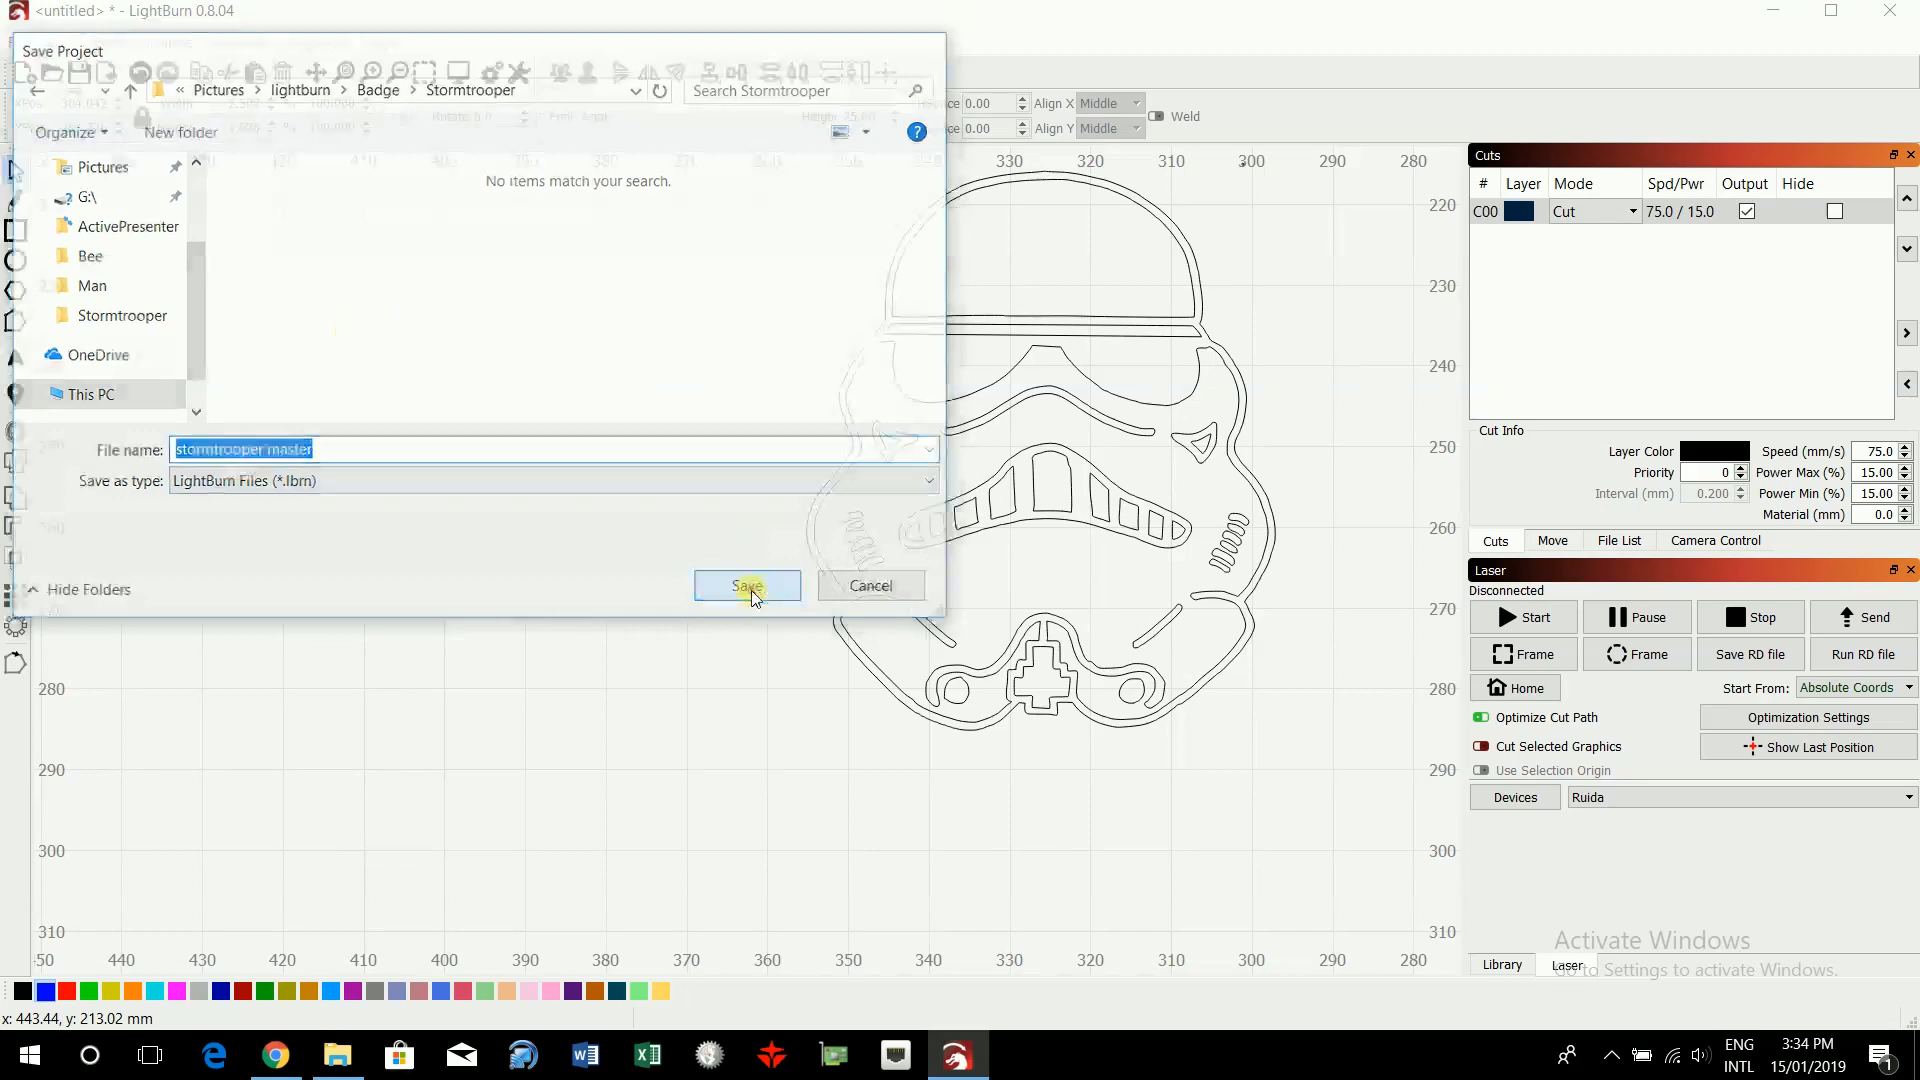 <untitled> * - LightBurn 0.8.04
Save Project
« Pictures > lightburn > Badge > Stormtrooper
Search Stormtrooper
Organize
New folder
Pictures
G:\
ActivePresenter
Bee
Man
Stormtrooper
OneDrive
This PC
No items match your search.
File name:
stormtrooper master
Save as type:
LightBurn Files (*.lbrn)
Hide Folders
Save
Cancel
0.00
Align X
Middle
Weld
0.00
Align Y
Middle
330 320 310 300 290 280
220
230
240
250
260
270
280
290
300
310
280
290
300
310
440 430 420 410 400 390 380 370 360 350 340 330 320 310 300 290 280
Cuts
# Layer Mode Spd/Pwr Output Hide
C00 Cut 75.0 / 15.0
Cut Info
Layer Color
Speed (mm/s) 75.0
Priority 0
Power Max (%) 15.00
Interval (mm) 0.200
Power Min (%) 15.00
Material (mm) 0.0
Cuts Move File List Camera Control
Laser
Disconnected
Start Pause Stop Send
Frame Frame Save RD file Run RD file
Home
Start From: Absolute Coords
Optimize Cut Path
Optimization Settings
Cut Selected Graphics
Show Last Position
Use Selection Origin
Devices
Ruida
Activate Windows
Go to Settings to activate Windows.
Library Laser
x: 443.44, y: 213.02 mm
ENG
INTL
3:34 PM
15/01/2019
1